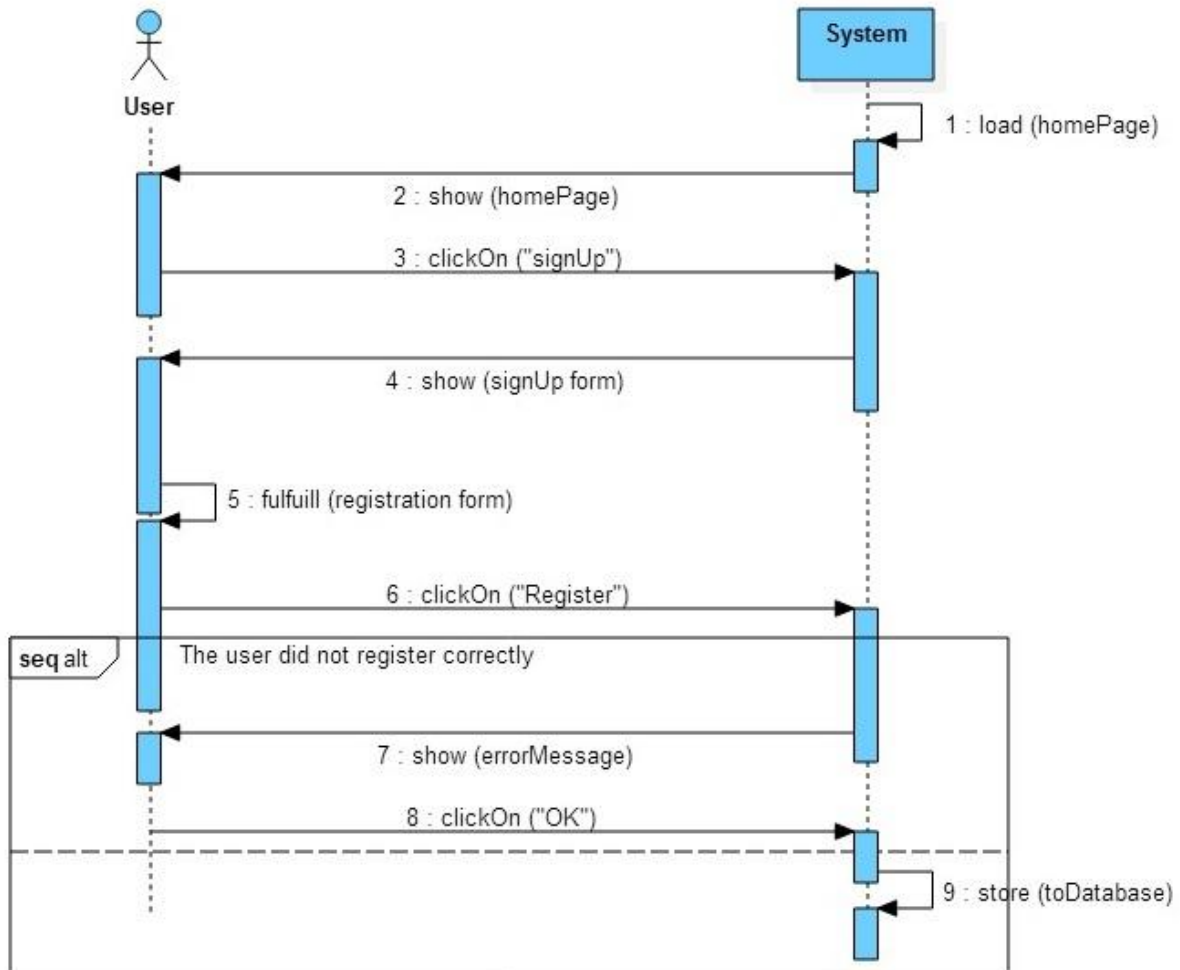 System
User
1 : load (homePage)
2 : show (homePage)
3 : clickOn ("signUp")
4 : show (signUp form)
5 : fulfuill (registration form)
6 : clickOn ("Register")
seq alt
The user did not register correctly
7 : show (errorMessage)
8 : clickOn ("OK")
9 : store (toDatabase)